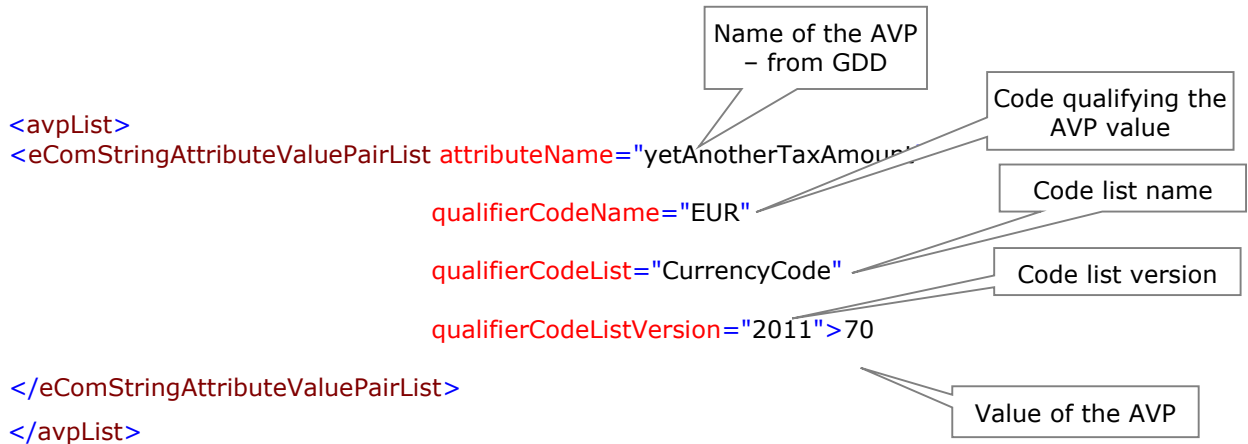 Name of the AVP
– from GDD
Code qualifying the
AVP value
<avpList>
<eComStringAttributeValuePairList attributeName="yetAnotherTaxAmount"
Code list name
qualifierCodeName="EUR"
qualifierCodeList="CurrencyCode"
Code list version
qualifierCodeListVersion="2011">70
</eComStringAttributeValuePairList>
Value of the AVP
</avpList>